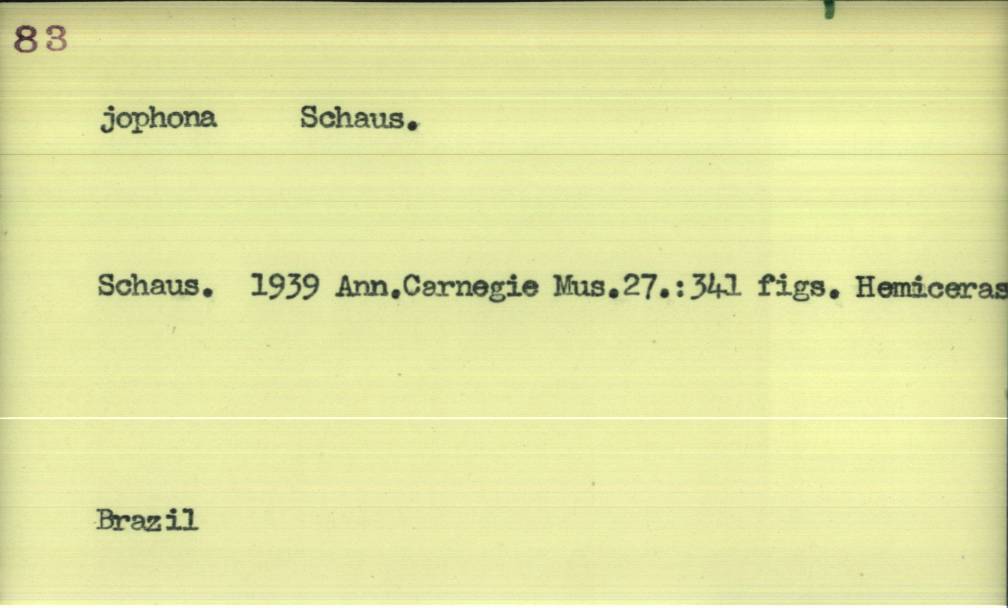 83
jophona Schaus.
Schaus. 1939 Ann.Carnegie Mus.27.:341 figs. Hemiceras
Brazil